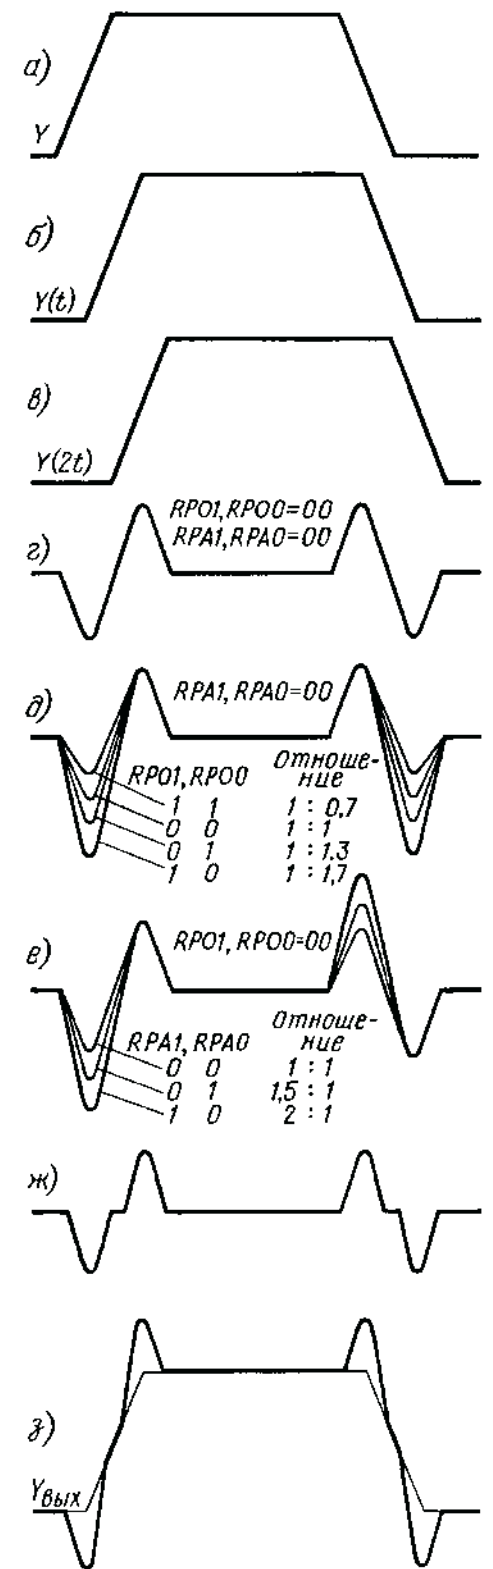 а)
Y
б)
Y(t)
в)
Y(2t)
г)
RPO1, RPO0=00
RPA1, RPA0=00
д)
RPA1, RPA0=00
RPO1, RPO0 Отноше-
ние
1 1 1 : 0,7
0 0 1 : 1
0 1 1 : 1,3
1 0 1 : 1,7
е)
RPO1, RPO0=00
RPA1, RPA0 Отноше-
ние
0 0 1 : 1
0 1 1,5 : 1
1 0 2 : 1
ж)
з)
Yвых